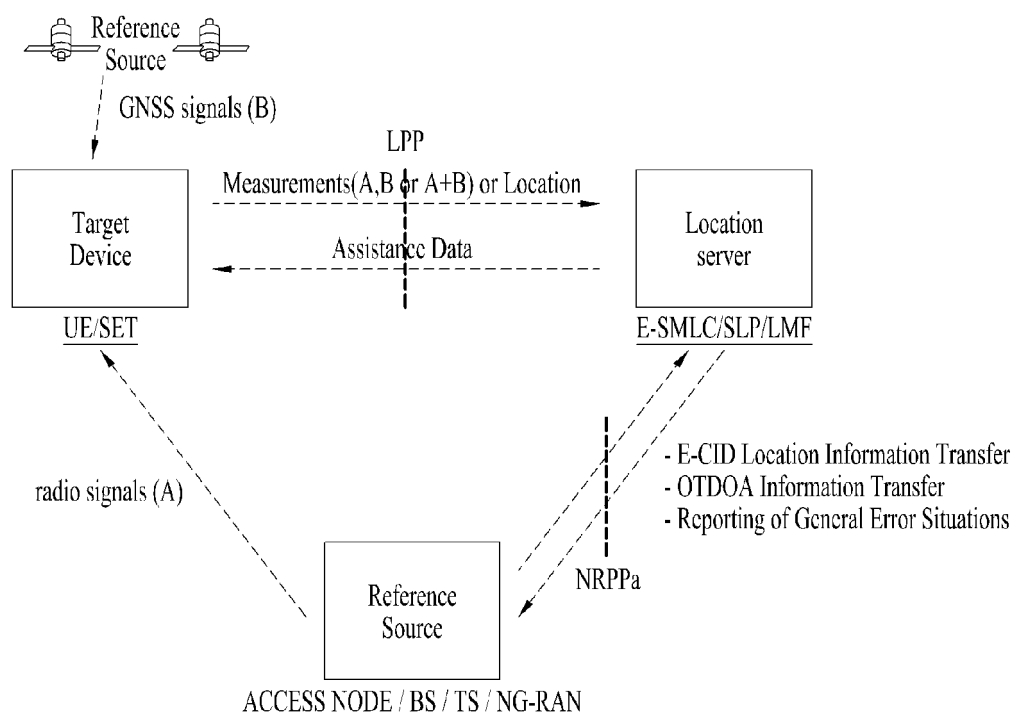 Reference
Source
GNSS signals (B)
LPP
Measurements(A,B or A+B) or Location
Assistance Data
Target
Device
UE/SET
Location
server
E-SMLC/SLP/LMF
radio signals (A)
- E-CID Location Information Transfer
- OTDOA Information Transfer
- Reporting of General Error Situations
NRPPa
Reference
Source
ACCESS NODE / BS / TS / NG-RAN